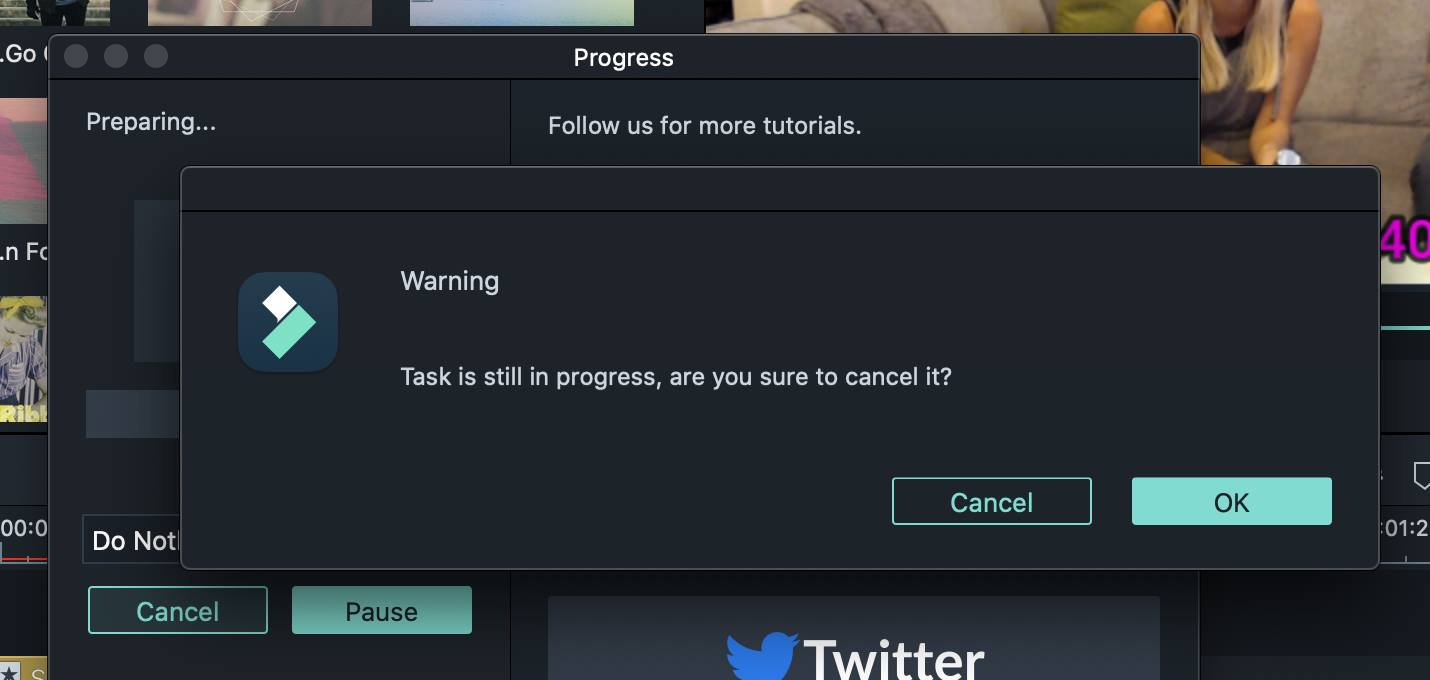 .Go
Progress
Preparing...
Follow us for more tutorials.
.n Fo
40
Warning
Task is still in progress, are you sure to cancel it?
Ribb
Cancel
OK
00:0
:01:2
Do Not
Cancel
Pause
Twitter
S